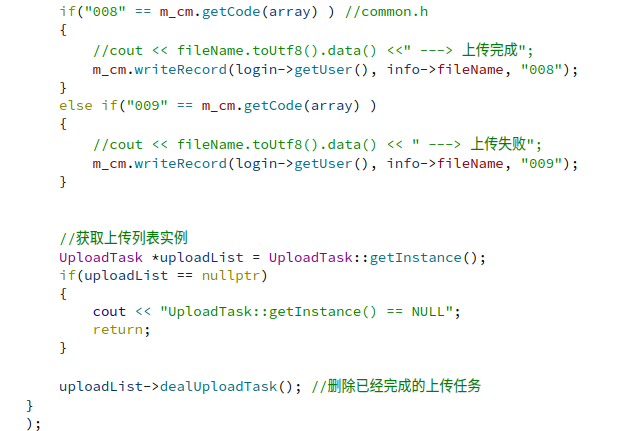 if("008" == m_cm.getCode(array) ) //common.h
{
//cout << fileName.toUtf8().data() <<" ---> 上传完成";
m_cm.writeRecord(login->getUser(), info->fileName, "008");
}
else if("009" == m_cm.getCode(array) )
{
//cout << fileName.toUtf8().data() << " ---> 上传失败";
m_cm.writeRecord(login->getUser(), info->fileName, "009");
}
//获取上传列表实例
UploadTask *uploadList = UploadTask::getInstance();
if(uploadList == nullptr)
{
cout << "UploadTask::getInstance() == NULL";
return;
}
uploadList->dealUploadTask(); //删除已经完成的上传任务
}
);